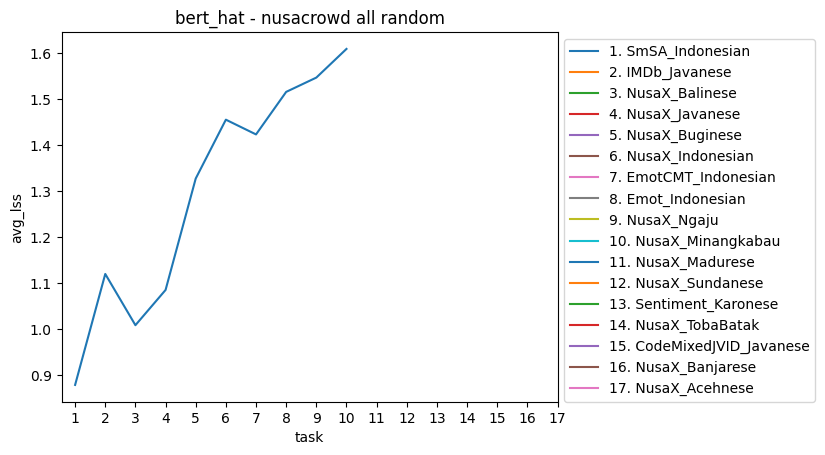 bert_hat - nusacrowd all random
1.6
1.5
1.4
1.3
1.2
1.1
1.0
0.9
avg_lss
1 2 3 4 5 6 7 8 9 10 11 12 13 14 15 16 17
task
1. SmSA_Indonesian
2. IMDb_Javanese
3. NusaX_Balinese
4. NusaX_Javanese
5. NusaX_Buginese
6. NusaX_Indonesian
7. EmotCMT_Indonesian
8. Emot_Indonesian
9. NusaX_Ngaju
10. NusaX_Minangkabau
11. NusaX_Madurese
12. NusaX_Sundanese
13. Sentiment_Karonese
14. NusaX_TobaBatak
15. CodeMixedJVID_Javanese
16. NusaX_Banjarese
17. NusaX_Acehnese